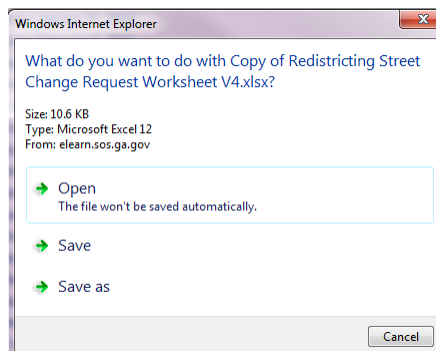 Windows Internet Explorer
What do you want to do with Copy of Redistricting Street
Change Request Worksheet V4.xlsx?
Size: 10.6 KB
Type: Microsoft Excel 12
From: elearn.sos.ga.gov
Open
The file won't be saved automatically.
Save
Save as
Cancel